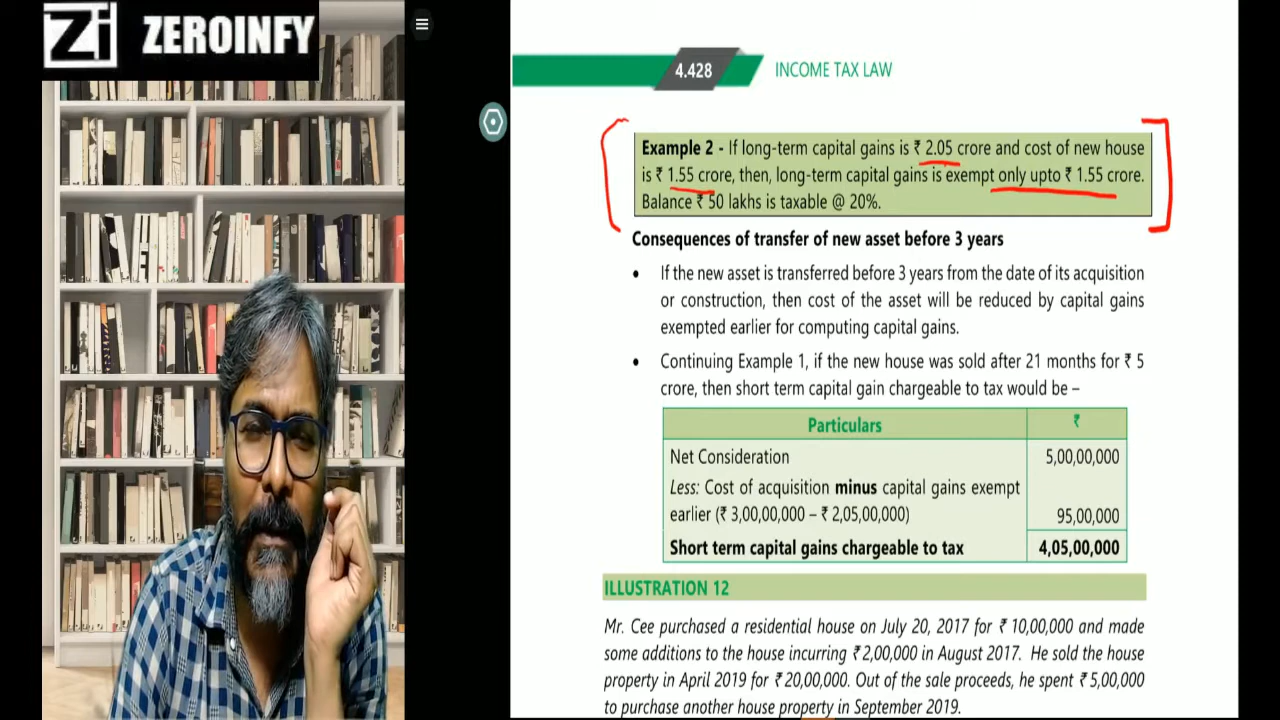 Zi ZEROINFY
4.428 INCOME TAX LAW
Example 2 - If long-term capital gains is ₹ 2.05 crore and cost of new house
is ₹ 1.55 crore, then, long-term capital gains is exempt only upto ₹ 1.55 crore.
Balance ₹ 50 lakhs is taxable @ 20%.
Consequences of transfer of new asset before 3 years
• If the new asset is transferred before 3 years from the date of its acquisition
or construction, then cost of the asset will be reduced by capital gains
exempted earlier for computing capital gains.
• Continuing Example 1, if the new house was sold after 21 months for ₹ 5
crore, then short term capital gain chargeable to tax would be –
Particulars ₹
Net Consideration 5,00,00,000
Less: Cost of acquisition minus capital gains exempt
earlier (₹ 3,00,00,000 – ₹ 2,05,00,000) 95,00,000
Short term capital gains chargeable to tax 4,05,00,000
ILLUSTRATION 12
Mr. Cee purchased a residential house on July 20, 2017 for ₹ 10,00,000 and made
some additions to the house incurring ₹ 2,00,000 in August 2017. He sold the house
property in April 2019 for ₹ 20,00,000. Out of the sale proceeds, he spent ₹ 5,00,000
to purchase another house property in September 2019.